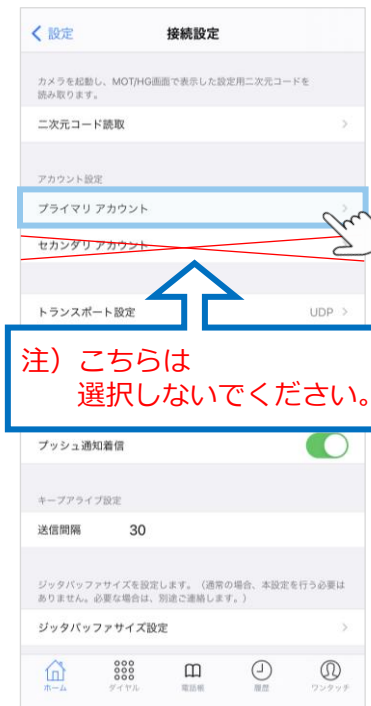 設定
接続設定
カメラを起動し、MOT/HG画面で表示した設定用二次元コードを
読み取ります。
二次元コード読取
アカウント設定
プライマリ アカウント
セカンダリ アカウント
トランスポート設定 UDP
注）こちらは
選択しないでください。
プッシュ通知着信
キープアライブ設定
送信間隔 30
ジッタバッファサイズを設定します。（通常の場合、本設定を行う必要は
ありません。必要な場合は、別途ご連絡します。）
ジッタバッファサイズ設定
ホーム ダイヤル 電話帳 履歴 ワンタッチ